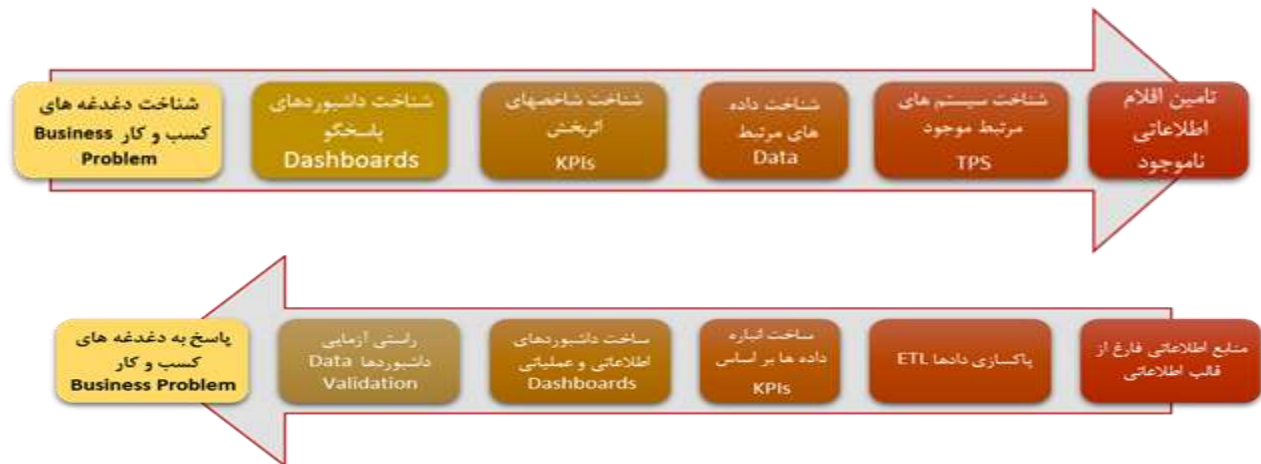 شناخت دغدغه های
کسب و کار Business
Problem
شناخت داشبوردهای
پاسخگو
Dashboards
شناخت شاخصهای
اثربخش
KPIs
شناخت داده
های مرتبط
Data
شناخت سیستم های
مرتبط موجود
TPS
تامین اقلام
اطلاعاتی
ناموجود
پاسخ به دغدغه های
کسب و کار
Business Problem
راستی آزمایی
داشبوردها Data
Validation
ساخت داشبوردهای
اطلاعاتی و عملیاتی
Dashboards
ساخت انباره
داده ها بر اساس
KPIs
پاکسازی دادها ETL
منابع اطلاعاتی فارغ از
قالب اطلاعاتی